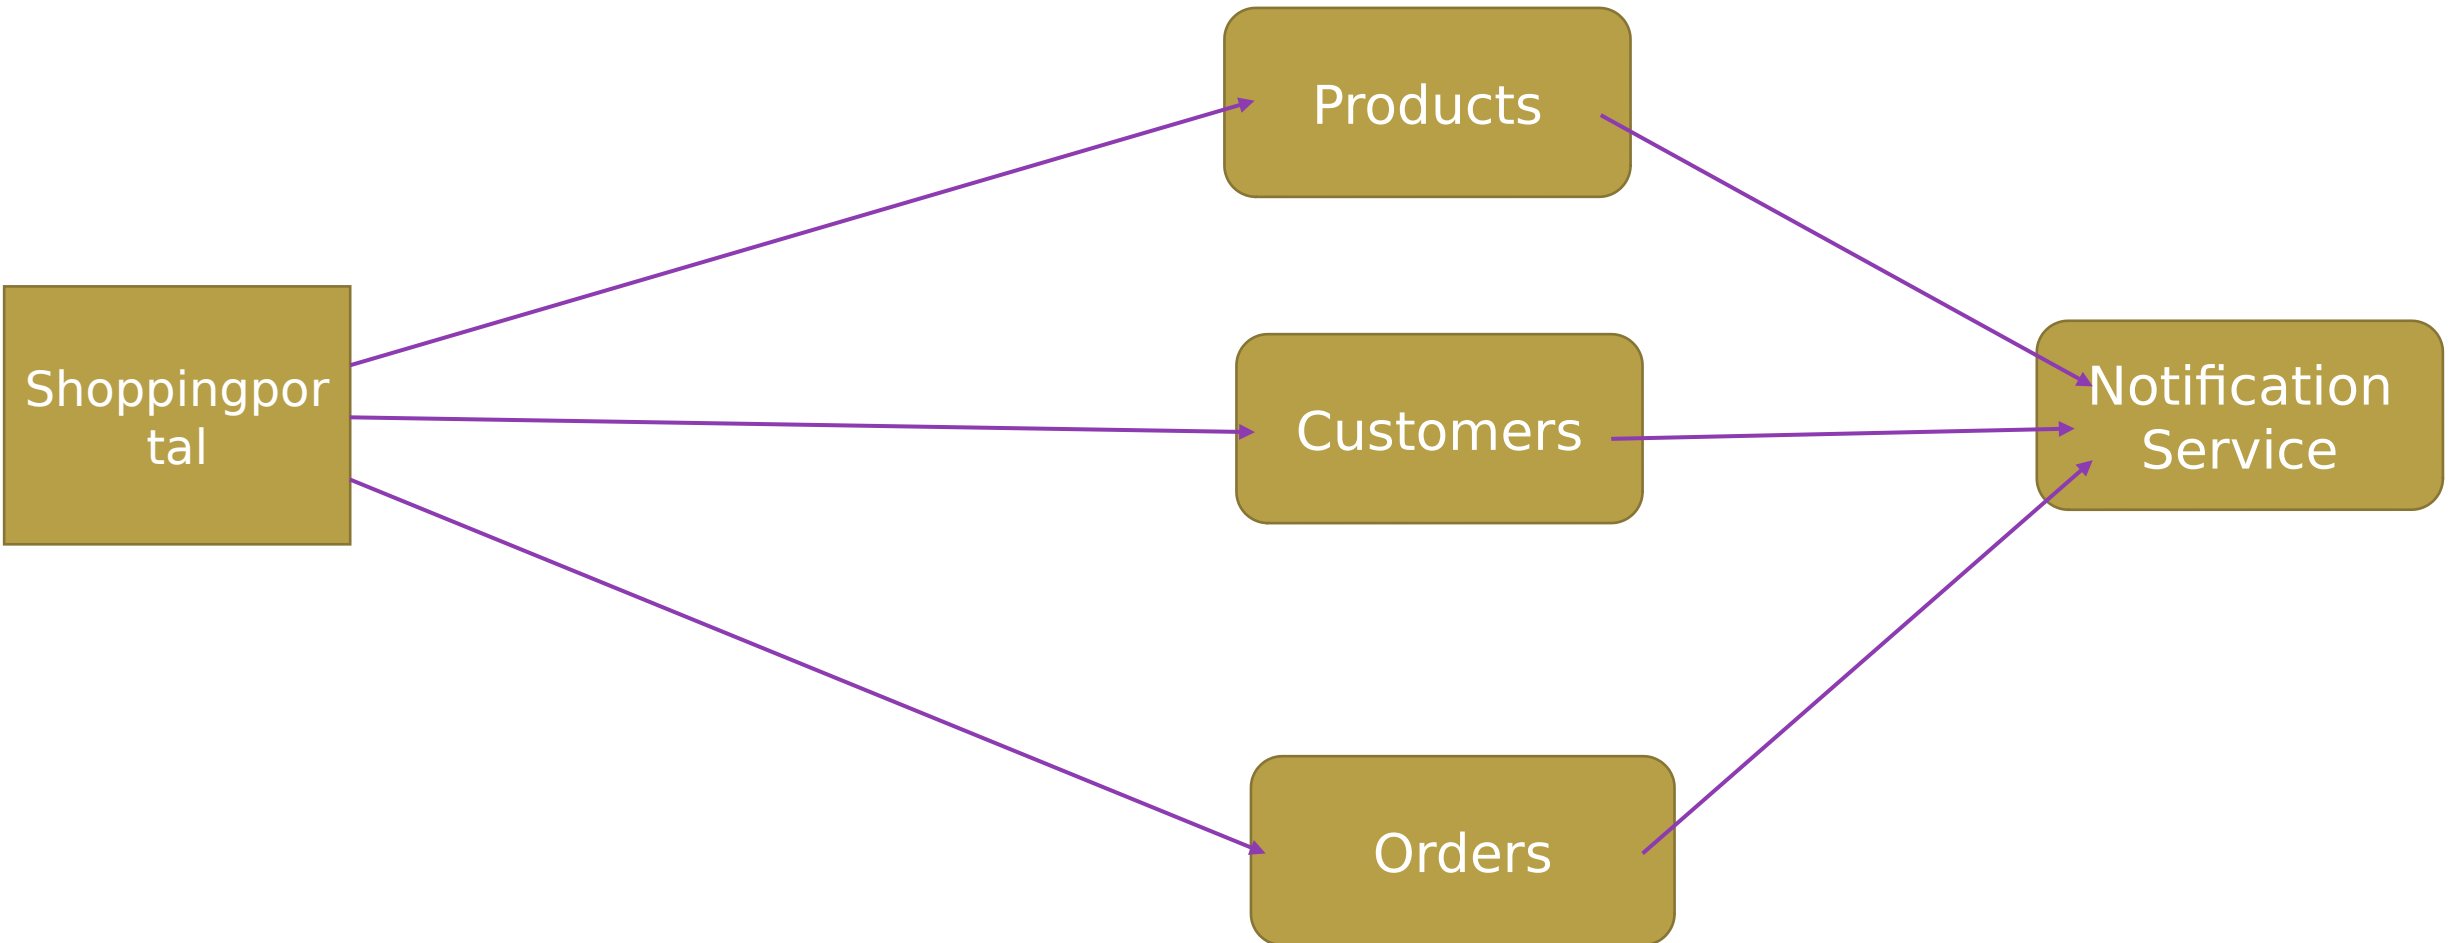 Products
Shoppingpor
tal
Customers
Notification
Service
Orders